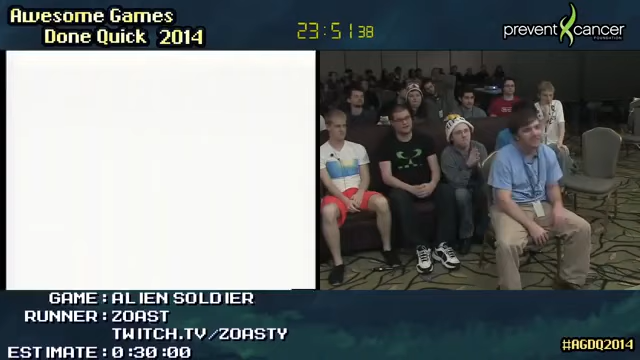 Awesome Games
Done Quick 2014
23:51 38
prevent cancer
FOUNDATION
GAME: ALIEN SOLDIER
RUNNER: ZOAST
TWITCH.TV/ZOASTY
ESTIMATE: 0:30:00
#AGDQ2014